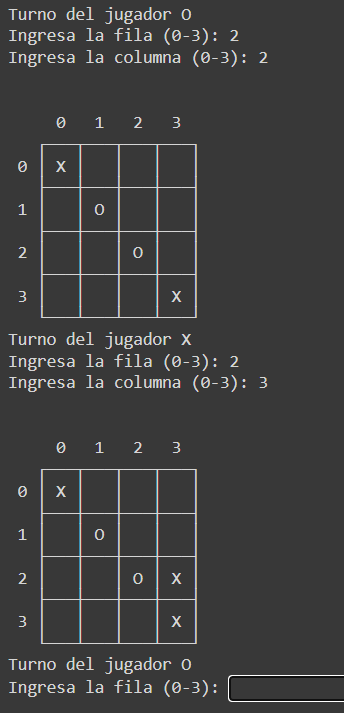 Turno del jugador O
Ingresa la fila (0-3): 2
Ingresa la columna (0-3): 2
0 1 2 3
0 X
1 O
2 O
3 X
Turno del jugador X
Ingresa la fila (0-3): 2
Ingresa la columna (0-3): 3
0 1 2 3
0 X
1 O
2 O X
3 X
Turno del jugador O
Ingresa la fila (0-3):